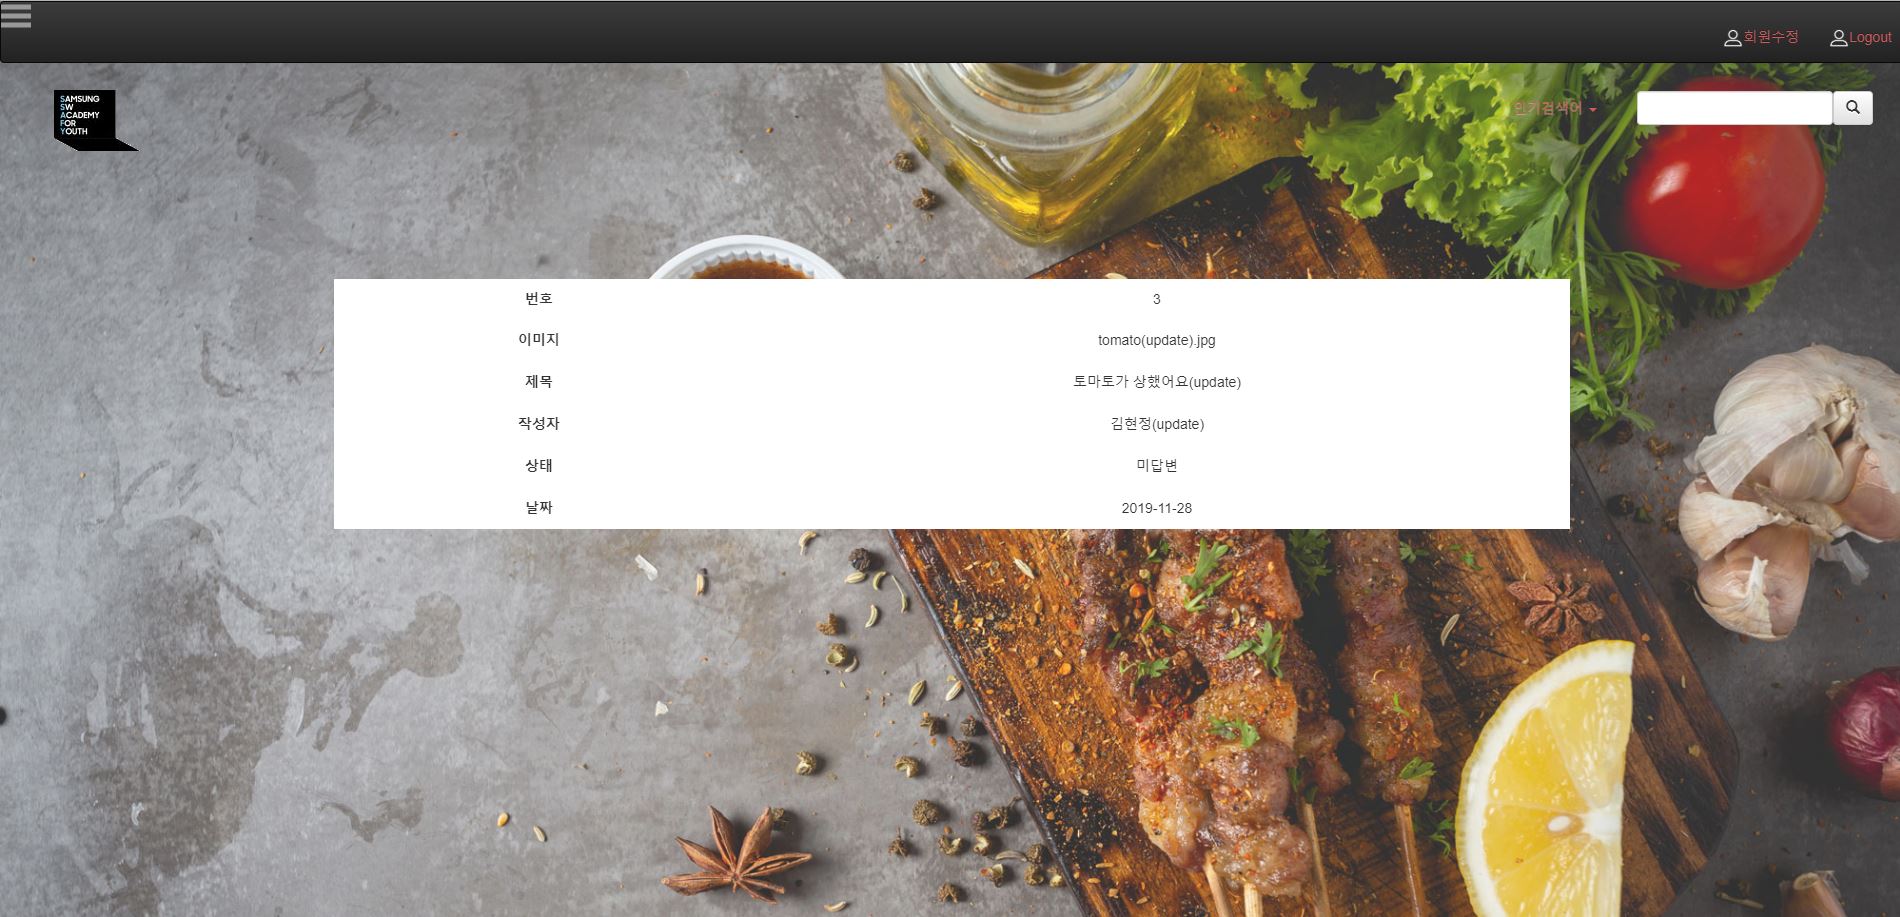 회원수정 Logout
SAMSUNG
SW
ACADEMY
FOR
YOUTH
인기검색어
번호 3
이미지 tomato(update).jpg
제목 토마토가 상했어요(update)
작성자 김현정(update)
상태 미답변
날짜 2019-11-28